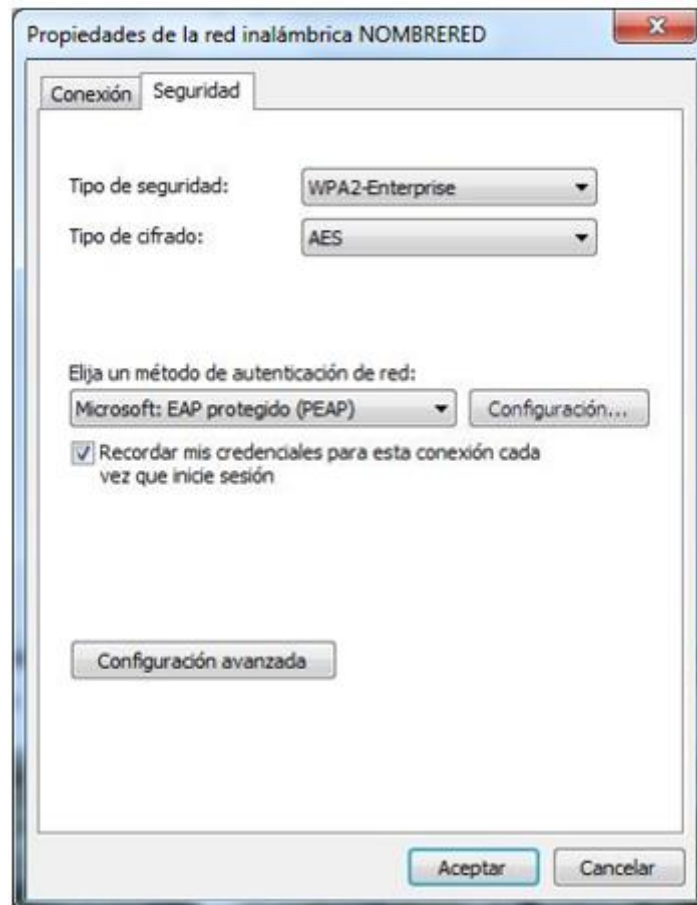 Propiedades de la red inalámbrica NOMBRERED
Conexión
Seguridad
Tipo de seguridad:
WPA2-Enterprise
Tipo de cifrado:
AES
Elija un método de autenticación de red:
Microsoft: EAP protegido (PEAP)
Configuración...
Recordar mis credenciales para esta conexión cada
vez que inicie sesión
Configuración avanzada
Aceptar
Cancelar